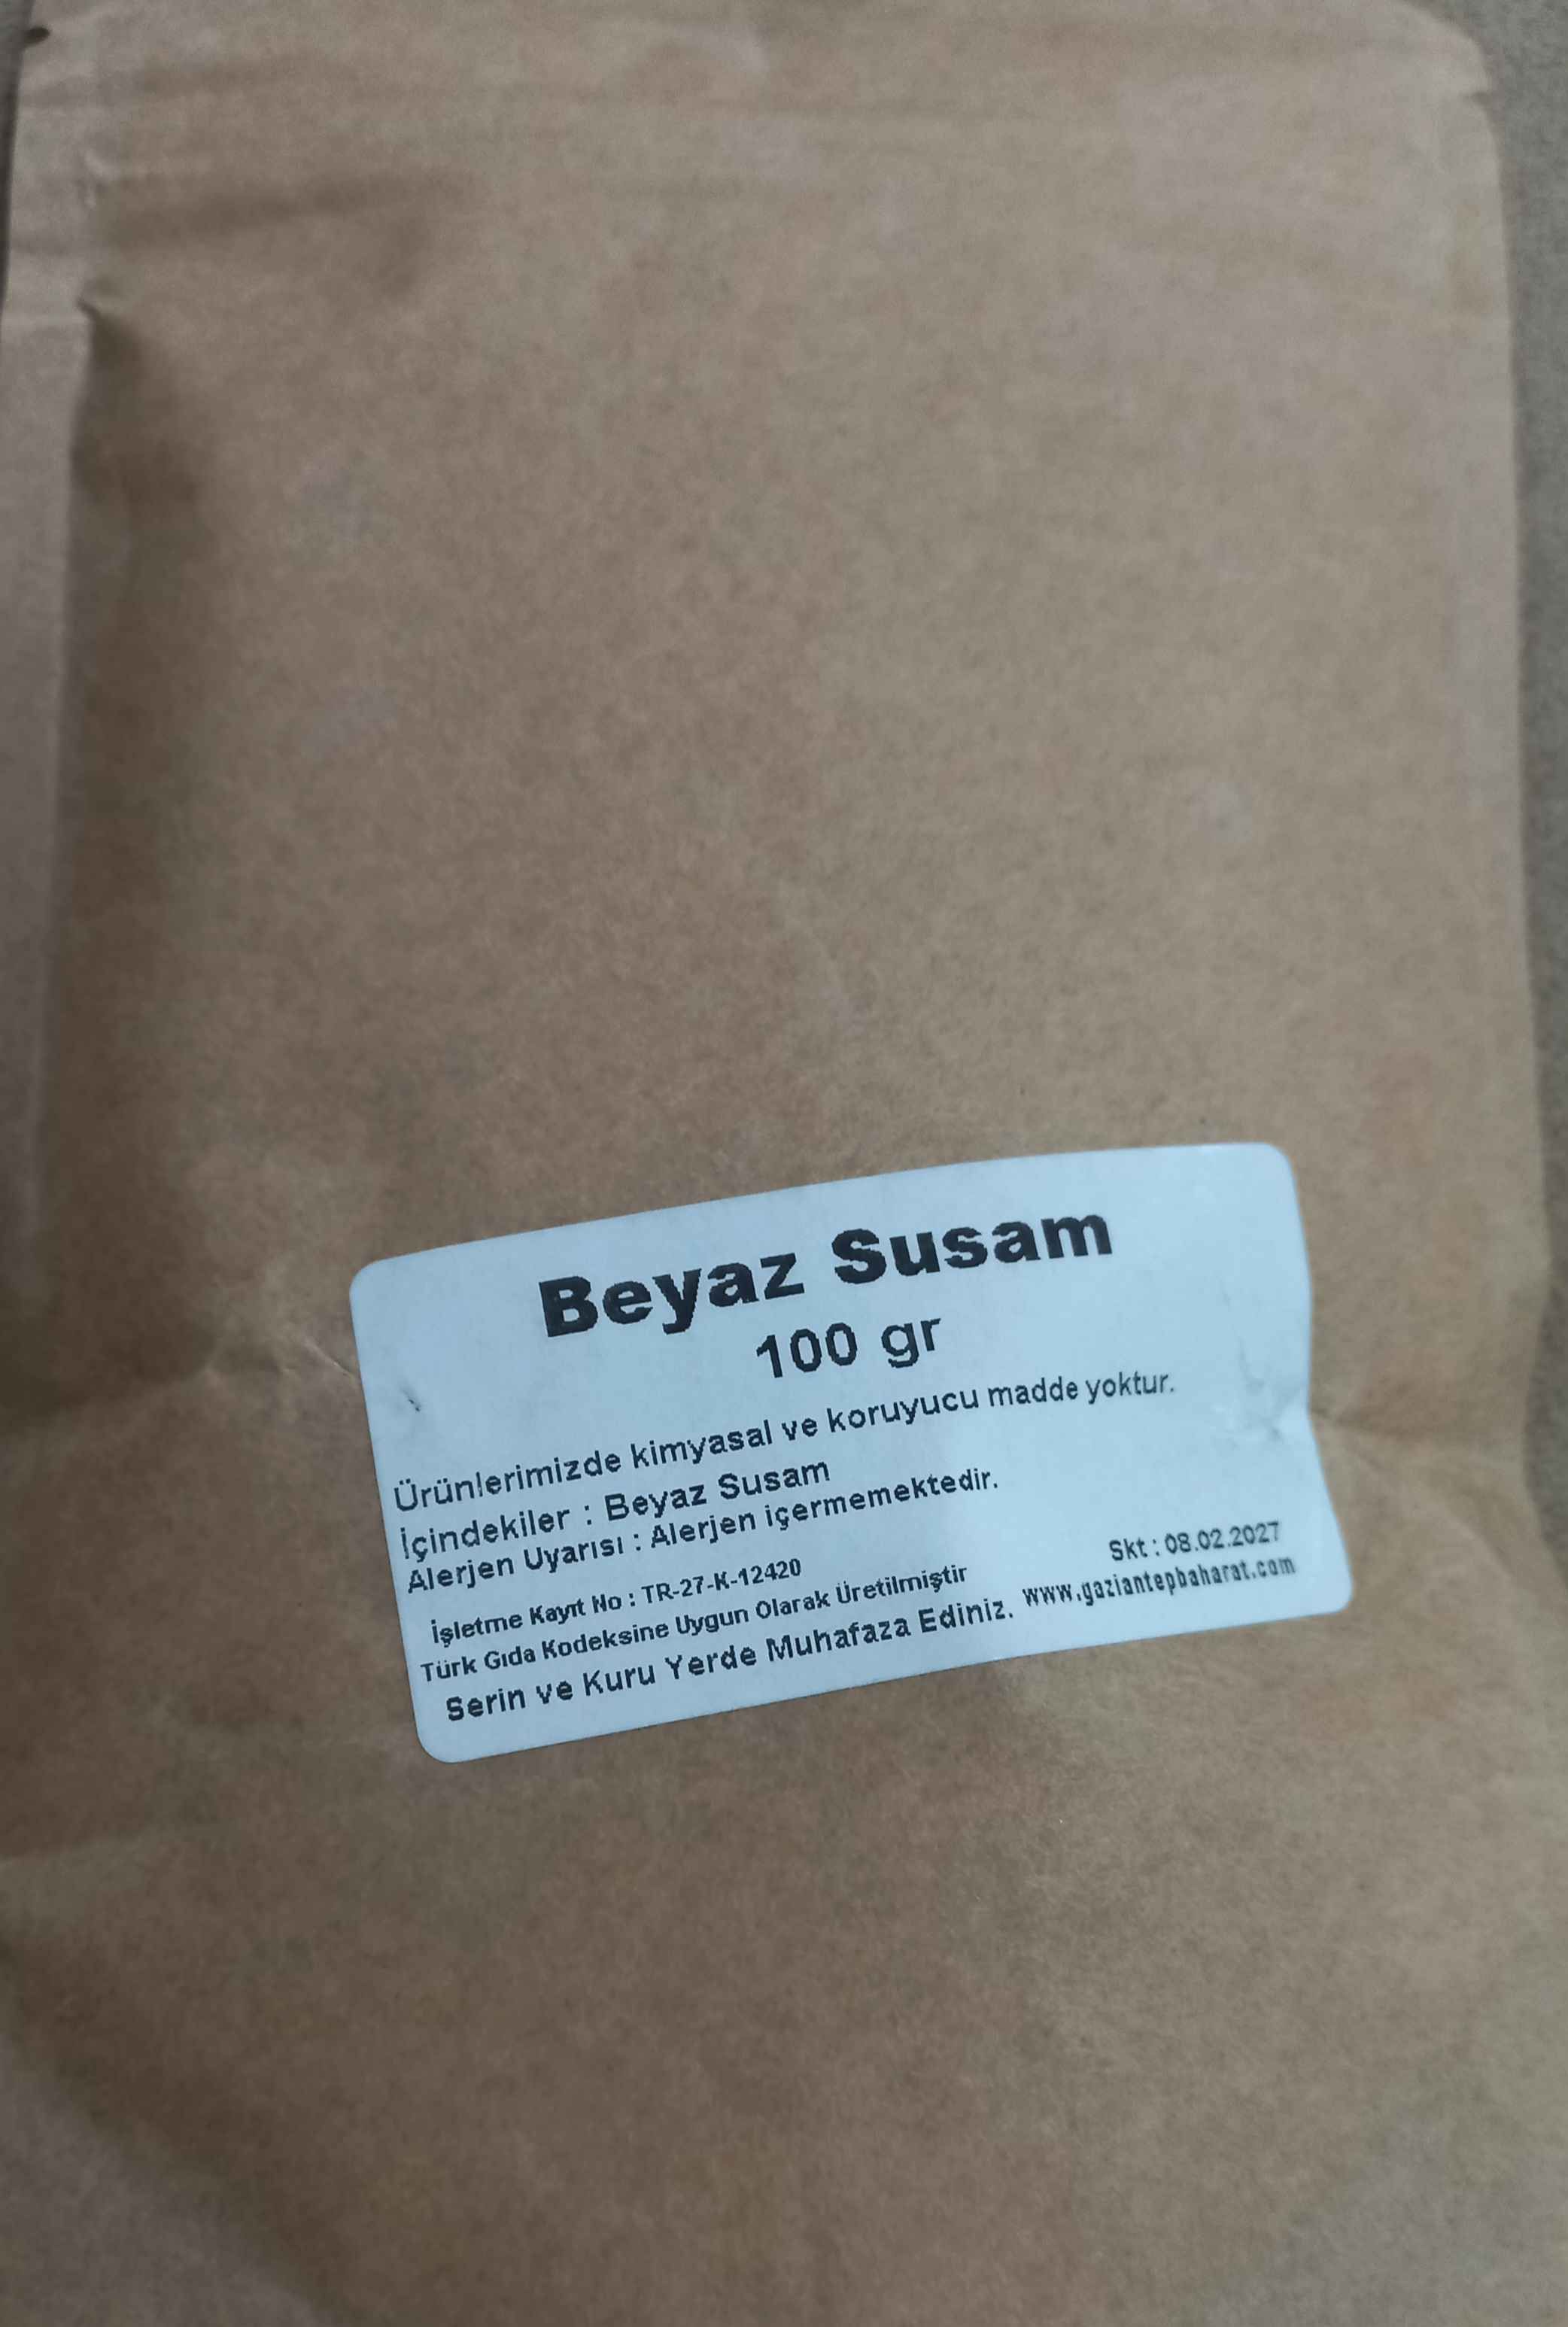 Beyaz Susam
100 gr
Ürünlerimizde kimyasal ve koruyucu madde yoktur.
İçindekiler : Beyaz Susam
Alerjen Uyarısı : Alerjen içermemektedir.
İşletme Kayıt No : TR-27-K-12420
Skt : 08.02.2027
Türk Gıda Kodeksine Uygun Olarak Üretilmiştir
www.gaziantepbaharat.com
Serin ve Kuru Yerde Muhafaza Ediniz.